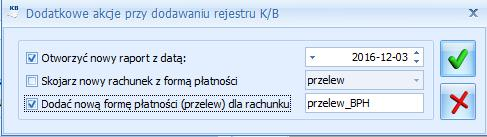 KB Dodatkowe akcje przy dodawaniu rejestru K/B
Otworzyć nowy raport z datą: 2016-12-03
Skojarz nowy rachunek z formą płatności przelew
Dodać nową formę płatności (przelew) dla rachunku przelew_BPH